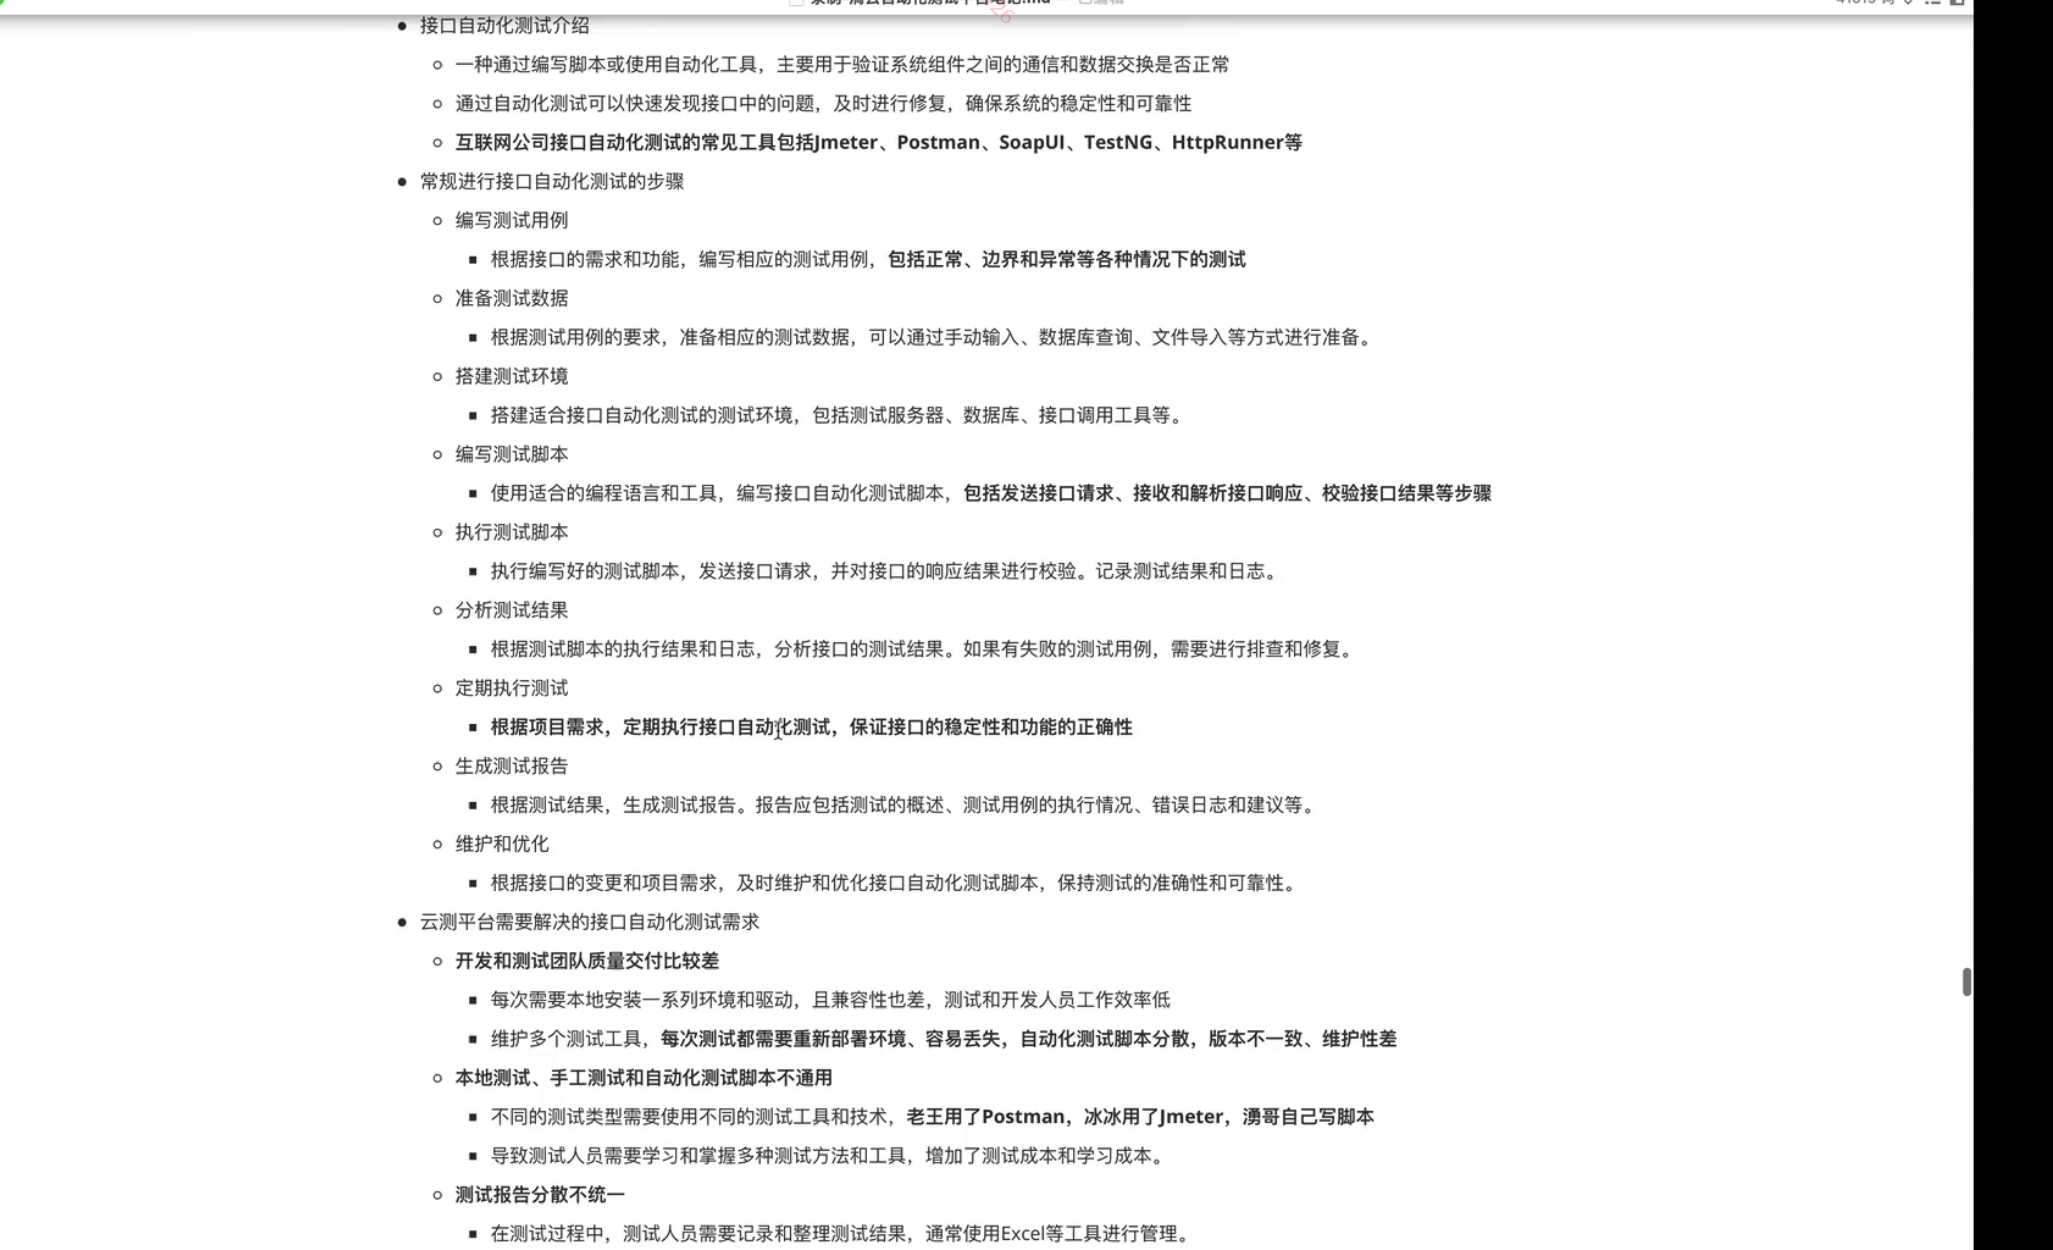 接口自动化测试介绍
一种通过编写脚本或使用自动化工具，主要用于验证系统组件之间的通信和数据交换是否正常
通过自动化测试可以快速发现接口中的问题，及时进行修复，确保系统的稳定性和可靠性
互联网公司接口自动化测试的常见工具包括Jmeter、Postman、SoapUI、TestNG、HttpRunner等
常规进行接口自动化测试的步骤
编写测试用例
根据接口的需求和功能，编写相应的测试用例，包括正常、边界和异常等各种情况下的测试
准备测试数据
根据测试用例的要求，准备相应的测试数据，可以通过手动输入、数据库查询、文件导入等方式进行准备。
搭建测试环境
搭建适合接口自动化测试的测试环境，包括测试服务器、数据库、接口调用工具等。
编写测试脚本
使用适合的编程语言和工具，编写接口自动化测试脚本，包括发送接口请求、接收和解析接口响应、校验接口结果等步骤
执行测试脚本
执行编写好的测试脚本，发送接口请求，并对接口的响应结果进行校验。记录测试结果和日志。
分析测试结果
根据测试脚本的执行结果和日志，分析接口的测试结果。如果有失败的测试用例，需要进行排查和修复。
定期执行测试
根据项目需求，定期执行接口自动化测试，保证接口的稳定性和功能的正确性
生成测试报告
根据测试结果，生成测试报告。报告应包括测试的概述、测试用例的执行情况、错误日志和建议等。
维护和优化
根据接口的变更和项目需求，及时维护和优化接口自动化测试脚本，保持测试的准确性和可靠性。
云测平台需要解决的接口自动化测试需求
开发和测试团队质量交付比较差
每次需要本地安装一系列环境和驱动，且兼容性也差，测试和开发人员工作效率低
维护多个测试工具，每次测试都需要重新部署环境、容易丢失，自动化测试脚本分散，版本不一致、维护性差
本地测试、手工测试和自动化测试脚本不通用
不同的测试类型需要使用不同的测试工具和技术，老王用了Postman，冰冰用了Jmeter，湧哥自己写脚本
导致测试人员需要学习和掌握多种测试方法和工具，增加了测试成本和学习成本。
测试报告分散不统一
在测试过程中，测试人员需要记录和整理测试结果，通常使用Excel等工具进行管理。